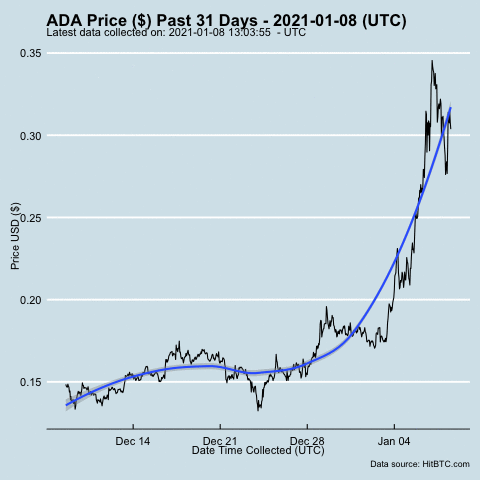 ADA Price ($) Past 31 Days - 2021-01-08 (UTC)
Latest data collected on: 2021-01-08 13:03:55  - UTC
0.35
0.30
0.25
0.20
0.15
Price USD ($)
Dec 14
Dec 21
Dec 28
Jan 04
Date Time Collected (UTC)
Data source: HitBTC.com